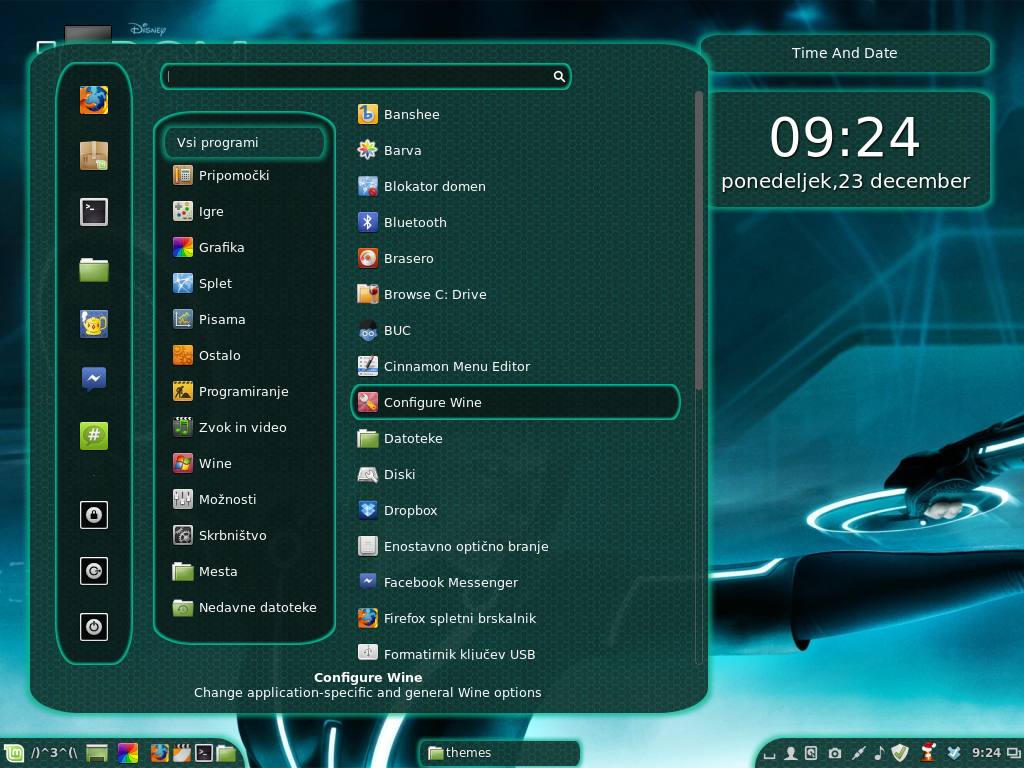 DISNEY
Time And Date
09:24
ponedeljek,23 december
Vsi programi
Pripomočki
Igre
Grafika
Splet
Pisama
Ostalo
Programiranje
Zvok in video
Wine
Možnosti
Skrbništvo
Mesta
Nedavne datoteke
Banshee
Barva
Blokator domen
Bluetooth
Brasero
Browse C: Drive
BUC
Cinnamon Menu Editor
Configure Wine
Datoteke
Diski
Dropbox
Enostavno optično branje
Facebook Messenger
Firefox spletni brskalnik
Formatirnik ključev USB
Configure Wine
Change application-specific and general Wine options
/)^3^(\
themes
9:24